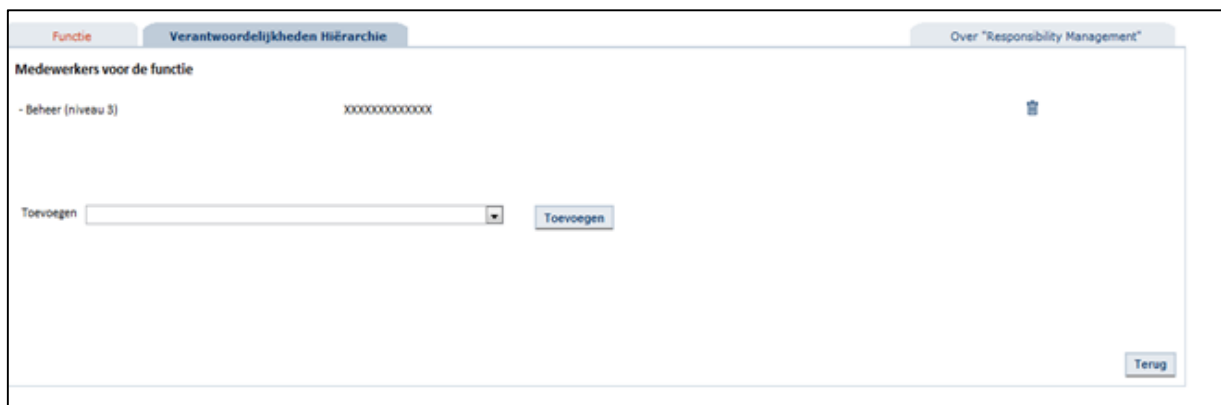 Functie
Verantwoordelijkheden Hiërarchie
Over "Responsibility Management"
Medewerkers voor de functie
- Beheer (niveau 3) XXXXXXXXXXXXX
Toevoegen Toevoegen
Terug